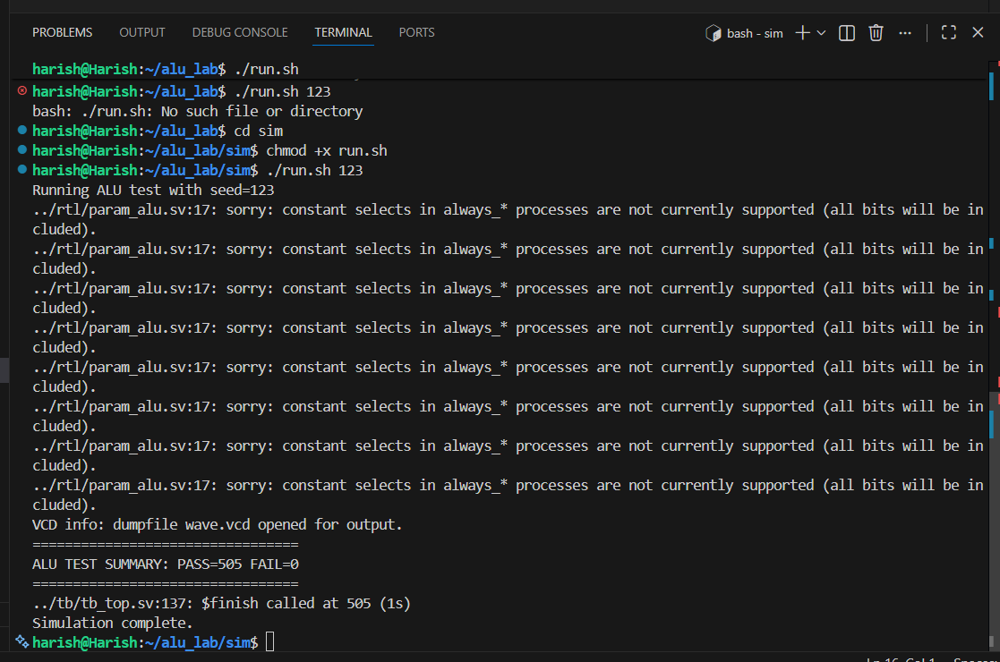 PROBLEMS OUTPUT DEBUG CONSOLE TERMINAL PORTS bash - sim
harish@Harish:~/alu_lab$ ./run.sh
harish@Harish:~/alu_lab$ ./run.sh 123
bash: ./run.sh: No such file or directory
harish@Harish:~/alu_lab$ cd sim
harish@Harish:~/alu_lab/sim$ chmod +x run.sh
harish@Harish:~/alu_lab/sim$ ./run.sh 123
Running ALU test with seed=123
../rtl/param_alu.sv:17: sorry: constant selects in always_* processes are not currently supported (all bits will be in
cluded).
../rtl/param_alu.sv:17: sorry: constant selects in always_* processes are not currently supported (all bits will be in
cluded).
../rtl/param_alu.sv:17: sorry: constant selects in always_* processes are not currently supported (all bits will be in
cluded).
../rtl/param_alu.sv:17: sorry: constant selects in always_* processes are not currently supported (all bits will be in
cluded).
../rtl/param_alu.sv:17: sorry: constant selects in always_* processes are not currently supported (all bits will be in
cluded).
../rtl/param_alu.sv:17: sorry: constant selects in always_* processes are not currently supported (all bits will be in
cluded).
../rtl/param_alu.sv:17: sorry: constant selects in always_* processes are not currently supported (all bits will be in
cluded).
../rtl/param_alu.sv:17: sorry: constant selects in always_* processes are not currently supported (all bits will be in
cluded).
VCD info: dumpfile wave.vcd opened for output.
=================================
ALU TEST SUMMARY: PASS=505 FAIL=0
=================================
../tb/tb_top.sv:137: $finish called at 505 (1s)
Simulation complete.
harish@Harish:~/alu_lab/sim$